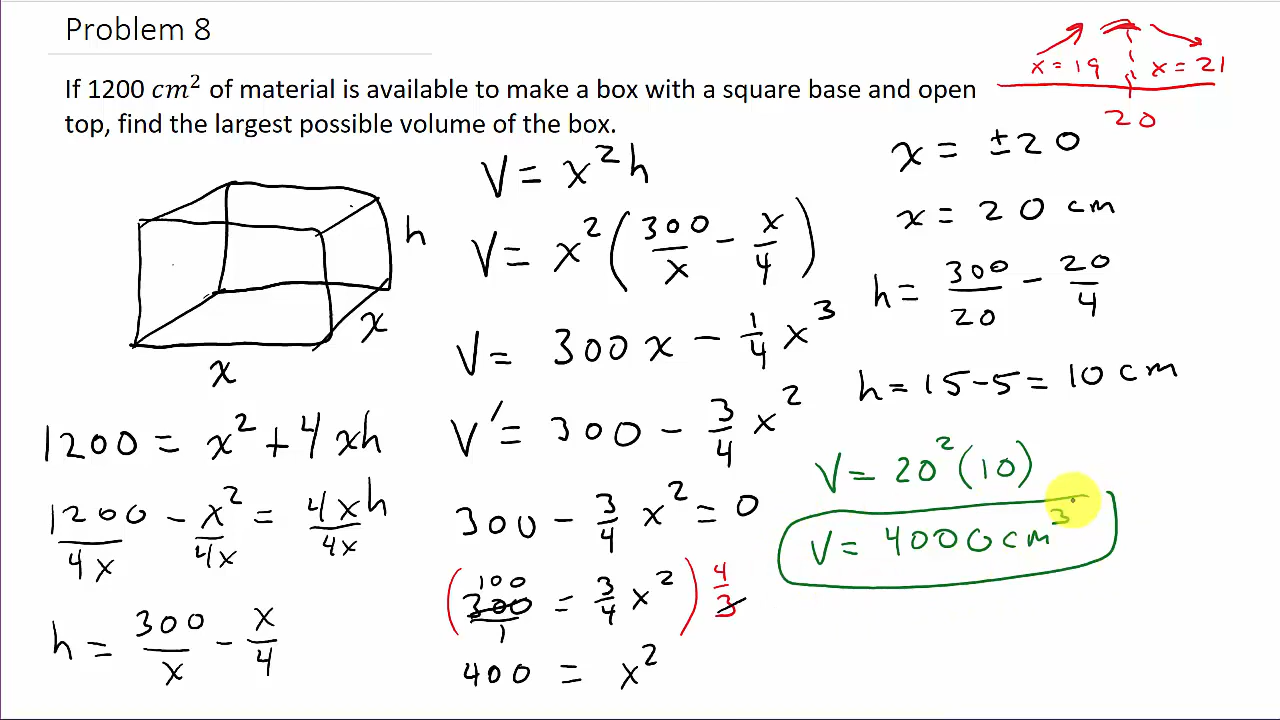 Problem 8
If 1200 cm² of material is available to make a box with a square base and open
top, find the largest possible volume of the box.
x = 19 x = 21
20
h
x
x
1200 = x² + 4xh
1200/4x - x²/4x = 4xh/4x
h = 300/x - x/4
V = x²h
V = x²(300/x - x/4)
V = 300x - 1/4 x³
V' = 300 - 3/4 x²
300 - 3/4 x² = 0
(100 300/1 = 3/4 x²) 4/3
400 = x²
x = ±20
x = 20 cm
h = 300/20 - 20/4
h = 15 - 5 = 10 cm
V = 20²(10)
V = 4000 cm³